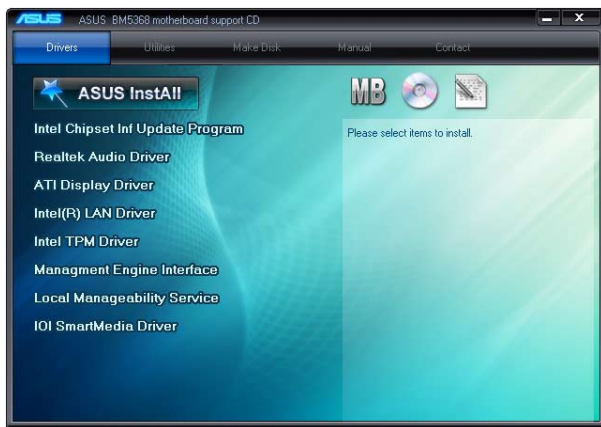 ASUS ASUS BM5368 motherboard support CD
Drivers Utilities Make Disk Manual Contact
ASUS InstAll
MB
Please select items to install.
Intel Chipset Inf Update Program
Realtek Audio Driver
ATI Display Driver
Intel(R) LAN Driver
Intel TPM Driver
Managment Engine Interface
Local Manageability Service
IOI SmartMedia Driver